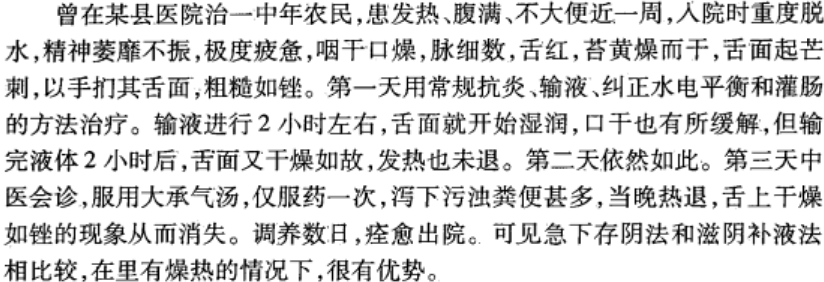 曾在某县医院治一中年农民,患发热、腹满、不大便近一周,入院时重度脱
水,精神萎靡不振,极度疲惫,咽干口燥,脉细数,舌红,苔黄燥而干,舌面起芒
刺,以手扪其舌面,粗糙如锉。第一天用常规抗炎、输液、纠正水电平衡和灌肠
的方法治疗。输液进行2小时左右,舌面就开始湿润,口干也有所缓解,但输
完液体2小时后,舌面又干燥如故,发热也未退。第二天依然如此。第三天中
医会诊,服用大承气汤,仅服药一次,泻下污浊粪便甚多,当晚热退,舌上干燥
如锉的现象从而消失。调养数日,痊愈出院。可见急下存阴法和滋阴补液法
相比较,在里有燥热的情况下,很有优势。